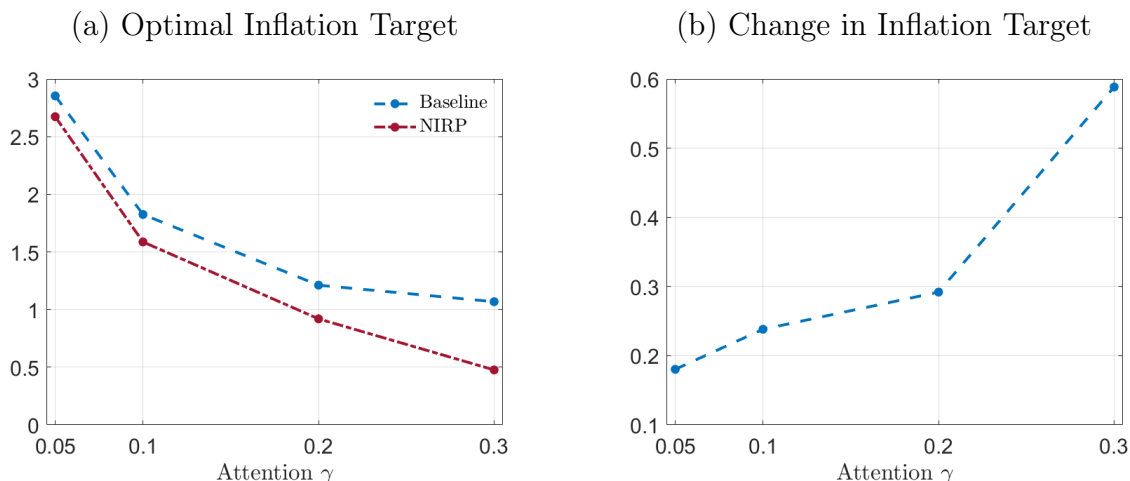 (a) Optimal Inflation Target
3
2.5
2
1.5
1
0.5
0
0.05 0.1 0.2 0.3
Attention γ
Baseline
NIRP
(b) Change in Inflation Target
0.6
0.5
0.4
0.3
0.2
0.1
0.05 0.1 0.2 0.3
Attention γ